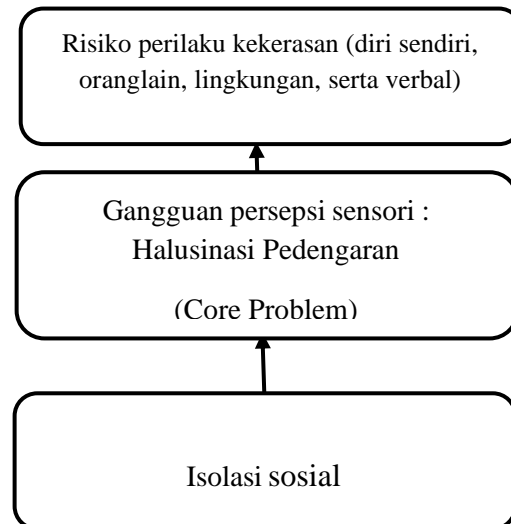 Risiko perilaku kekerasan (diri sendiri,
oranglain, lingkungan, serta verbal)
Gangguan persepsi sensori :
Halusinasi Pedengaran
(Core Problem)
Isolasi sosial